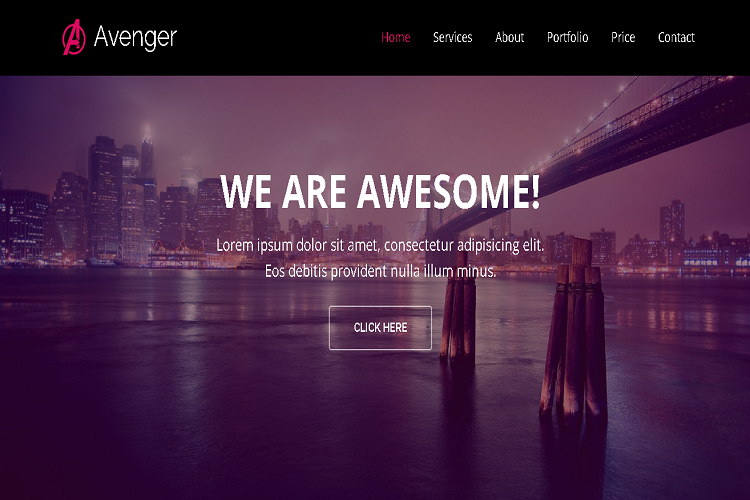 Avenger
Home Services About Portfolio Price Contact
WE ARE AWESOME!
Lorem ipsum dolor sit amet, consectetur adipisicing elit.
Eos debitis provident nulla illum minus.
CLICK HERE